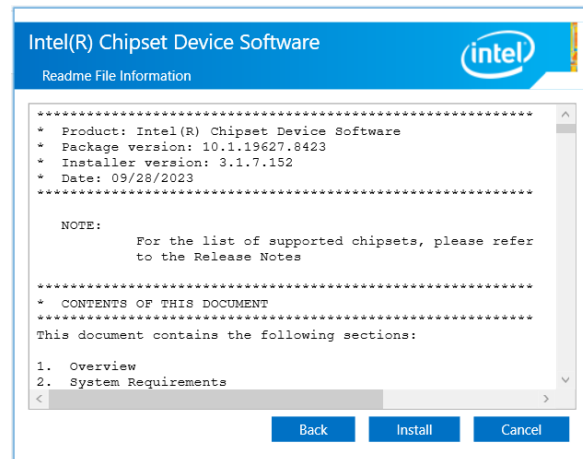 Intel(R) Chipset Device Software
intel
Readme File Information
**************************************************************
*  Product: Intel(R) Chipset Device Software
*  Package version: 10.1.19627.8423
*  Installer version: 3.1.7.152
*  Date: 09/28/2023
**************************************************************
NOTE:
For the list of supported chipsets, please refer
to the Release Notes
**************************************************************
*  CONTENTS OF THIS DOCUMENT
**************************************************************
This document contains the following sections:
1.  Overview
2.  System Requirements
Back
Install
Cancel